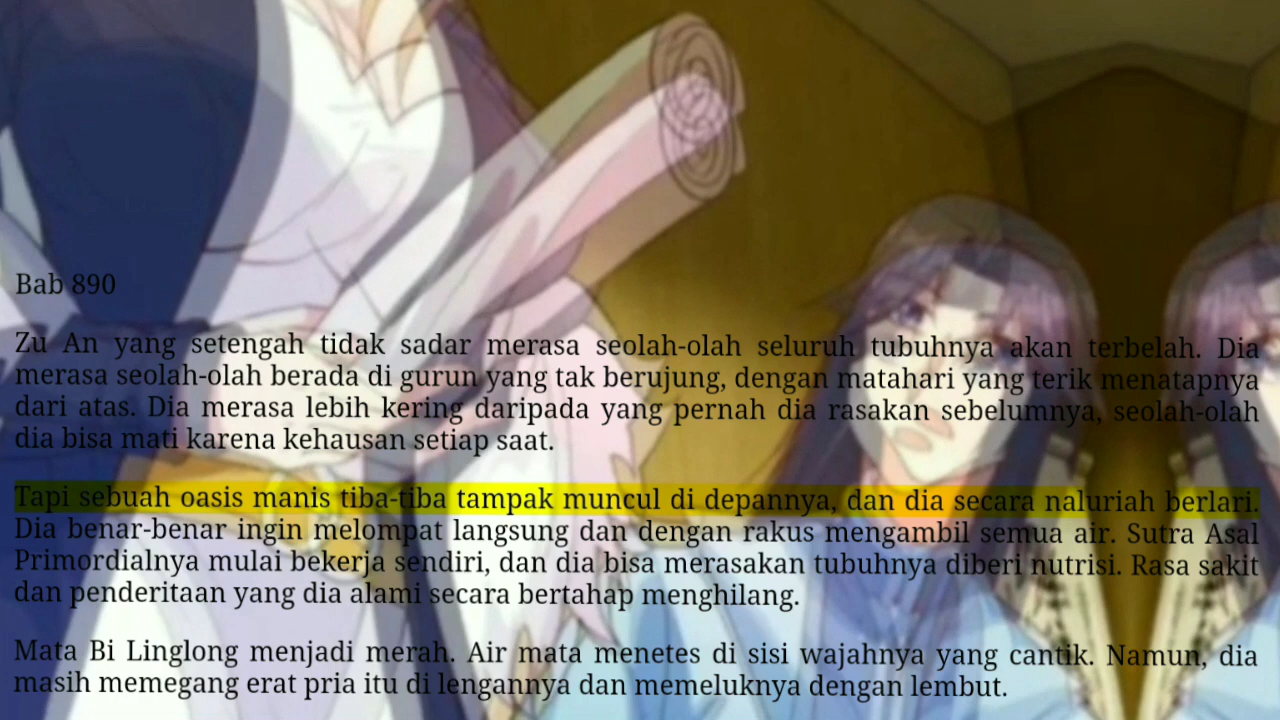 Bab 890
Zu An yang setengah tidak sadar merasa seolah-olah seluruh tubuhnya akan terbelah. Dia
merasa seolah-olah berada di gurun yang tak berujung, dengan matahari yang terik menatapnya
dari atas. Dia merasa lebih kering daripada yang pernah dia rasakan sebelumnya, seolah-olah
dia bisa mati karena kehausan setiap saat.
Tapi sebuah oasis manis tiba-tiba tampak muncul di depannya, dan dia secara naluriah berlari.
Dia benar-benar ingin melompat langsung dan dengan rakus mengambil semua air. Sutra Asal
Primordialnya mulai bekerja sendiri, dan dia bisa merasakan tubuhnya diberi nutrisi. Rasa sakit
dan penderitaan yang dia alami secara bertahap menghilang.
Mata Bi Linglong menjadi merah. Air mata menetes di sisi wajahnya yang cantik. Namun, dia
masih memegang erat pria itu di lengannya dan memeluknya dengan lembut.